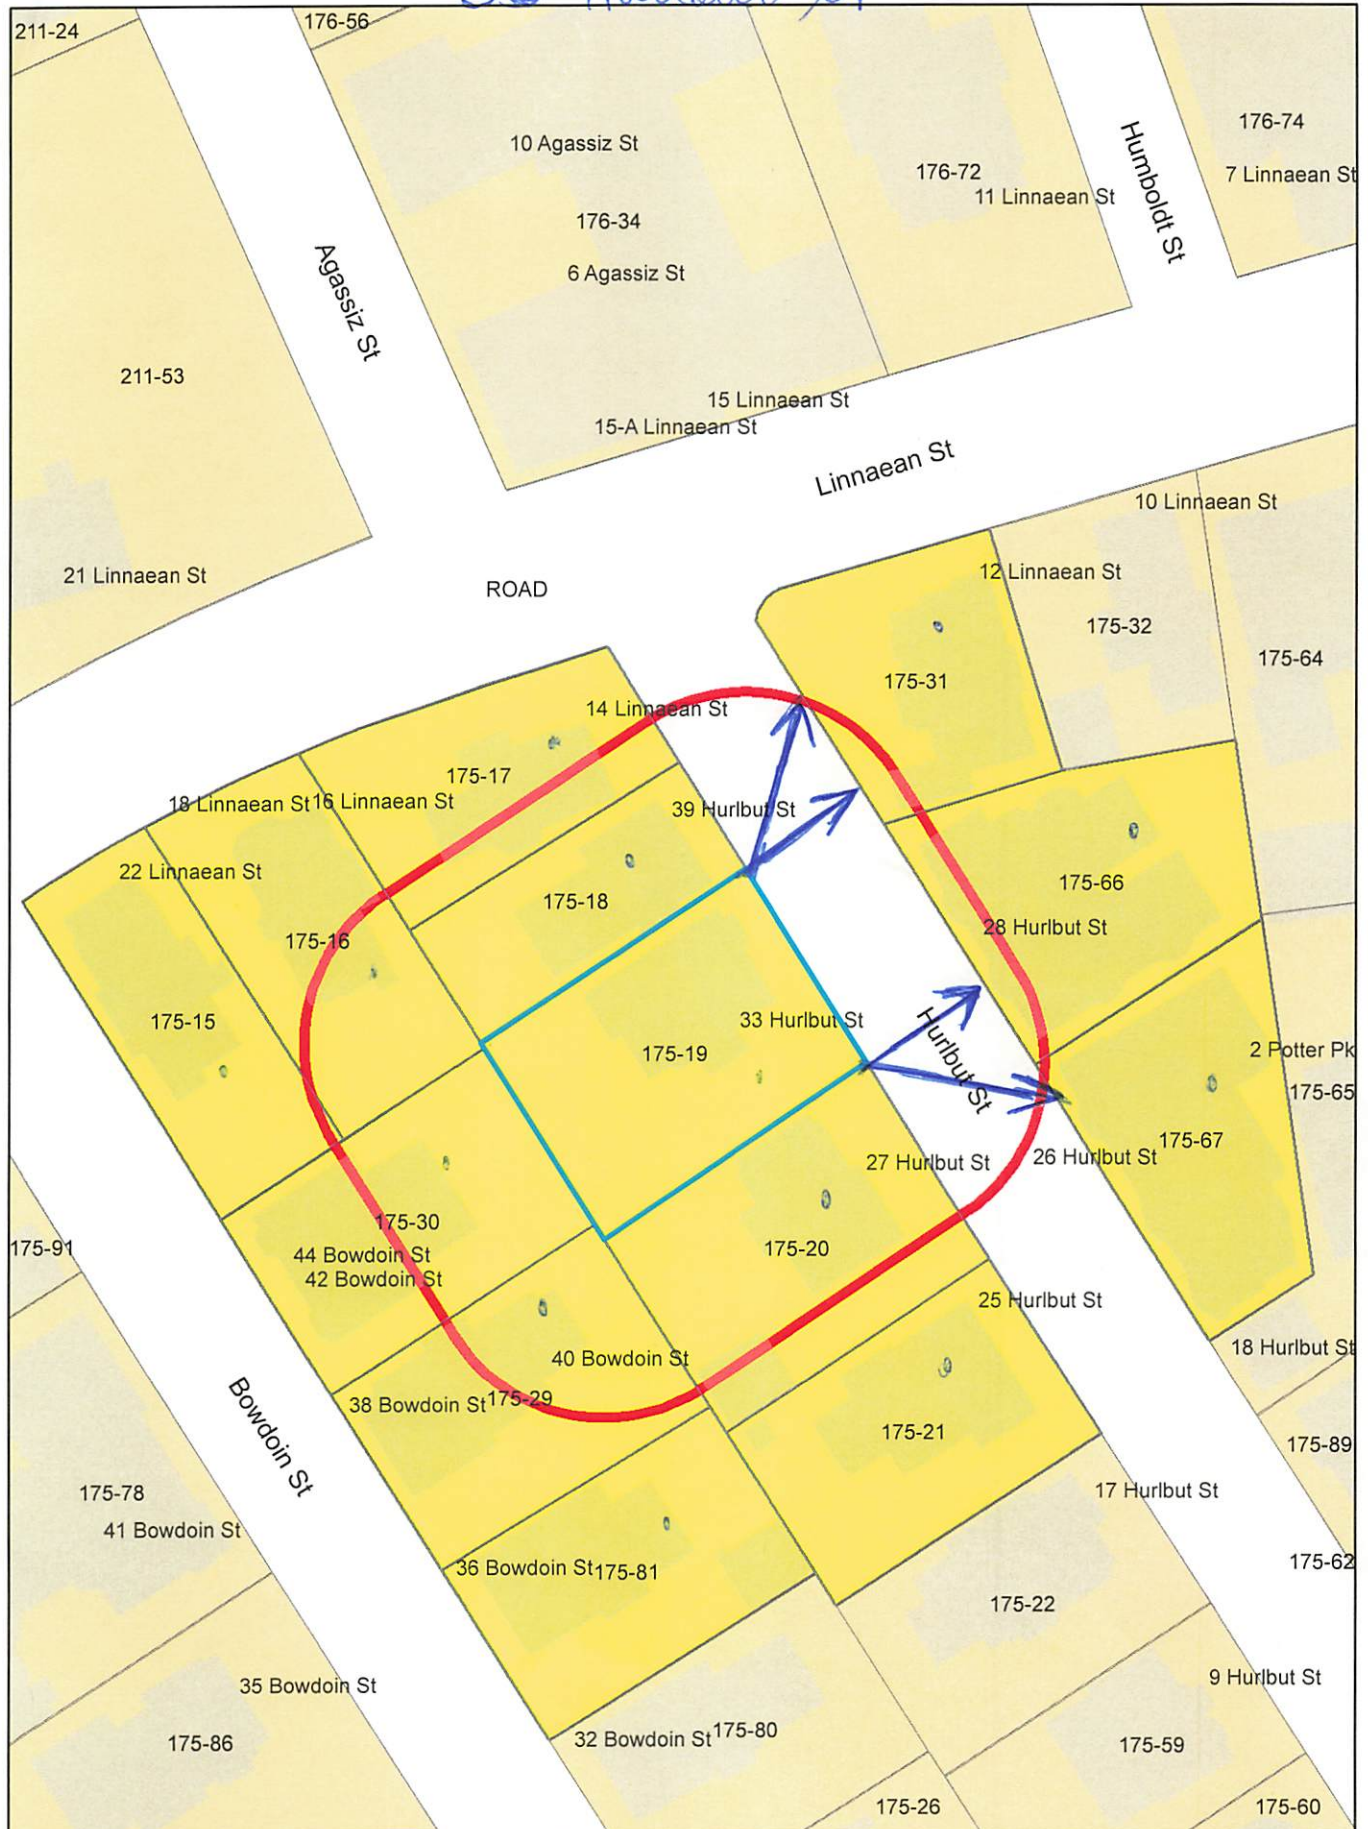 211-24
176-56
10 Agassiz St
176-34
6 Agassiz St
176-72
11 Linnaean St
Humboldt St
176-74
7 Linnaean St
Agassiz St
211-53
15 Linnaean St
15-A Linnaean St
Linnaean St
10 Linnaean St
21 Linnaean St
ROAD
12 Linnaean St
175-32
175-64
175-31
14 Linnaean St
175-17
18 Linnaean St
16 Linnaean St
39 Hurlbut St
22 Linnaean St
175-18
175-66
28 Hurlbut St
175-16
175-15
33 Hurlbut St
175-19
Hurlbut St
2 Potter Pk
175-65
175-67
26 Hurlbut St
27 Hurlbut St
175-30
44 Bowdoin St
42 Bowdoin St
175-91
175-20
25 Hurlbut St
18 Hurlbut St
40 Bowdoin St
38 Bowdoin St
175-29
Bowdoin St
175-21
175-89
175-78
41 Bowdoin St
17 Hurlbut St
36 Bowdoin St
175-81
175-62
175-22
35 Bowdoin St
9 Hurlbut St
175-86
32 Bowdoin St
175-80
175-59
175-26
175-60